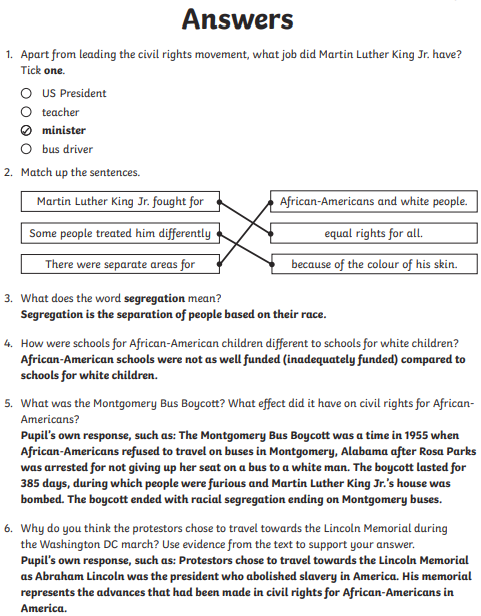 Answers
1. Apart from leading the civil rights movement, what job did Martin Luther King Jr. have?
Tick one.
US President
teacher
minister
bus driver
2. Match up the sentences.
Martin Luther King Jr. fought for
African-Americans and white people.
Some people treated him differently
equal rights for all.
There were separate areas for
because of the colour of his skin.
3. What does the word segregation mean?
Segregation is the separation of people based on their race.
4. How were schools for African-American children different to schools for white children?
African-American schools were not as well funded (inadequately funded) compared to
schools for white children.
5. What was the Montgomery Bus Boycott? What effect did it have on civil rights for African-
Americans?
Pupil's own response, such as: The Montgomery Bus Boycott was a time in 1955 when
African-Americans refused to travel on buses in Montgomery, Alabama after Rosa Parks
was arrested for not giving up her seat on a bus to a white man. The boycott lasted for
385 days, during which people were furious and Martin Luther King Jr.'s house was
bombed. The boycott ended with racial segregation ending on Montgomery buses.
6. Why do you think the protestors chose to travel towards the Lincoln Memorial during
the Washington DC march? Use evidence from the text to support your answer.
Pupil's own response, such as: Protestors chose to travel towards the Lincoln Memorial
as Abraham Lincoln was the president who abolished slavery in America. His memorial
represents the advances that had been made in civil rights for African-Americans in
America.